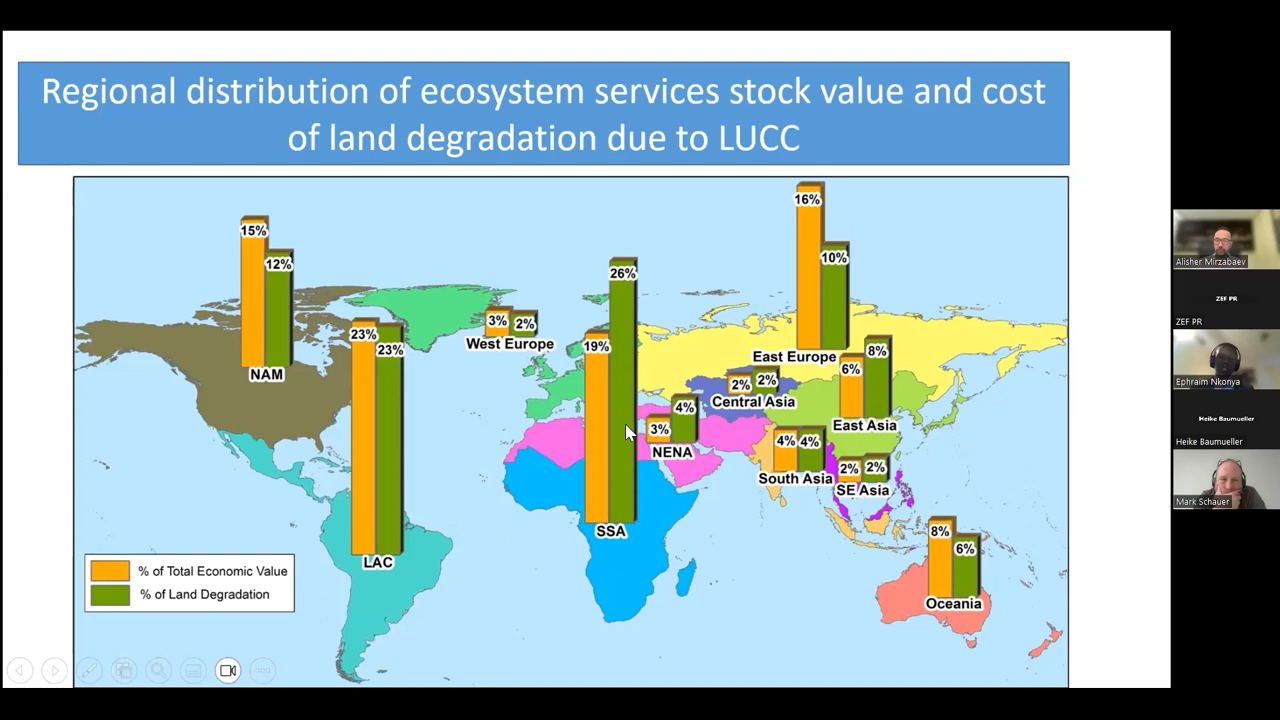 Regional distribution of ecosystem services stock value and cost
of land degradation due to LUCC
15%
12%
NAM
23%
23%
LAC
3%
2%
West Europe
19%
26%
SSA
3%
4%
NENA
16%
10%
East Europe
2%
2%
Central Asia
6%
8%
East Asia
4%
4%
South Asia
2%
2%
SE Asia
8%
6%
Oceania
% of Total Economic Value
% of Land Degradation
Alisher Mirzabaev
ZEF PR
ZEF PR
Ephraim Nkonya
Heike Baumueller
Heike Baumueller
Mark Schauer